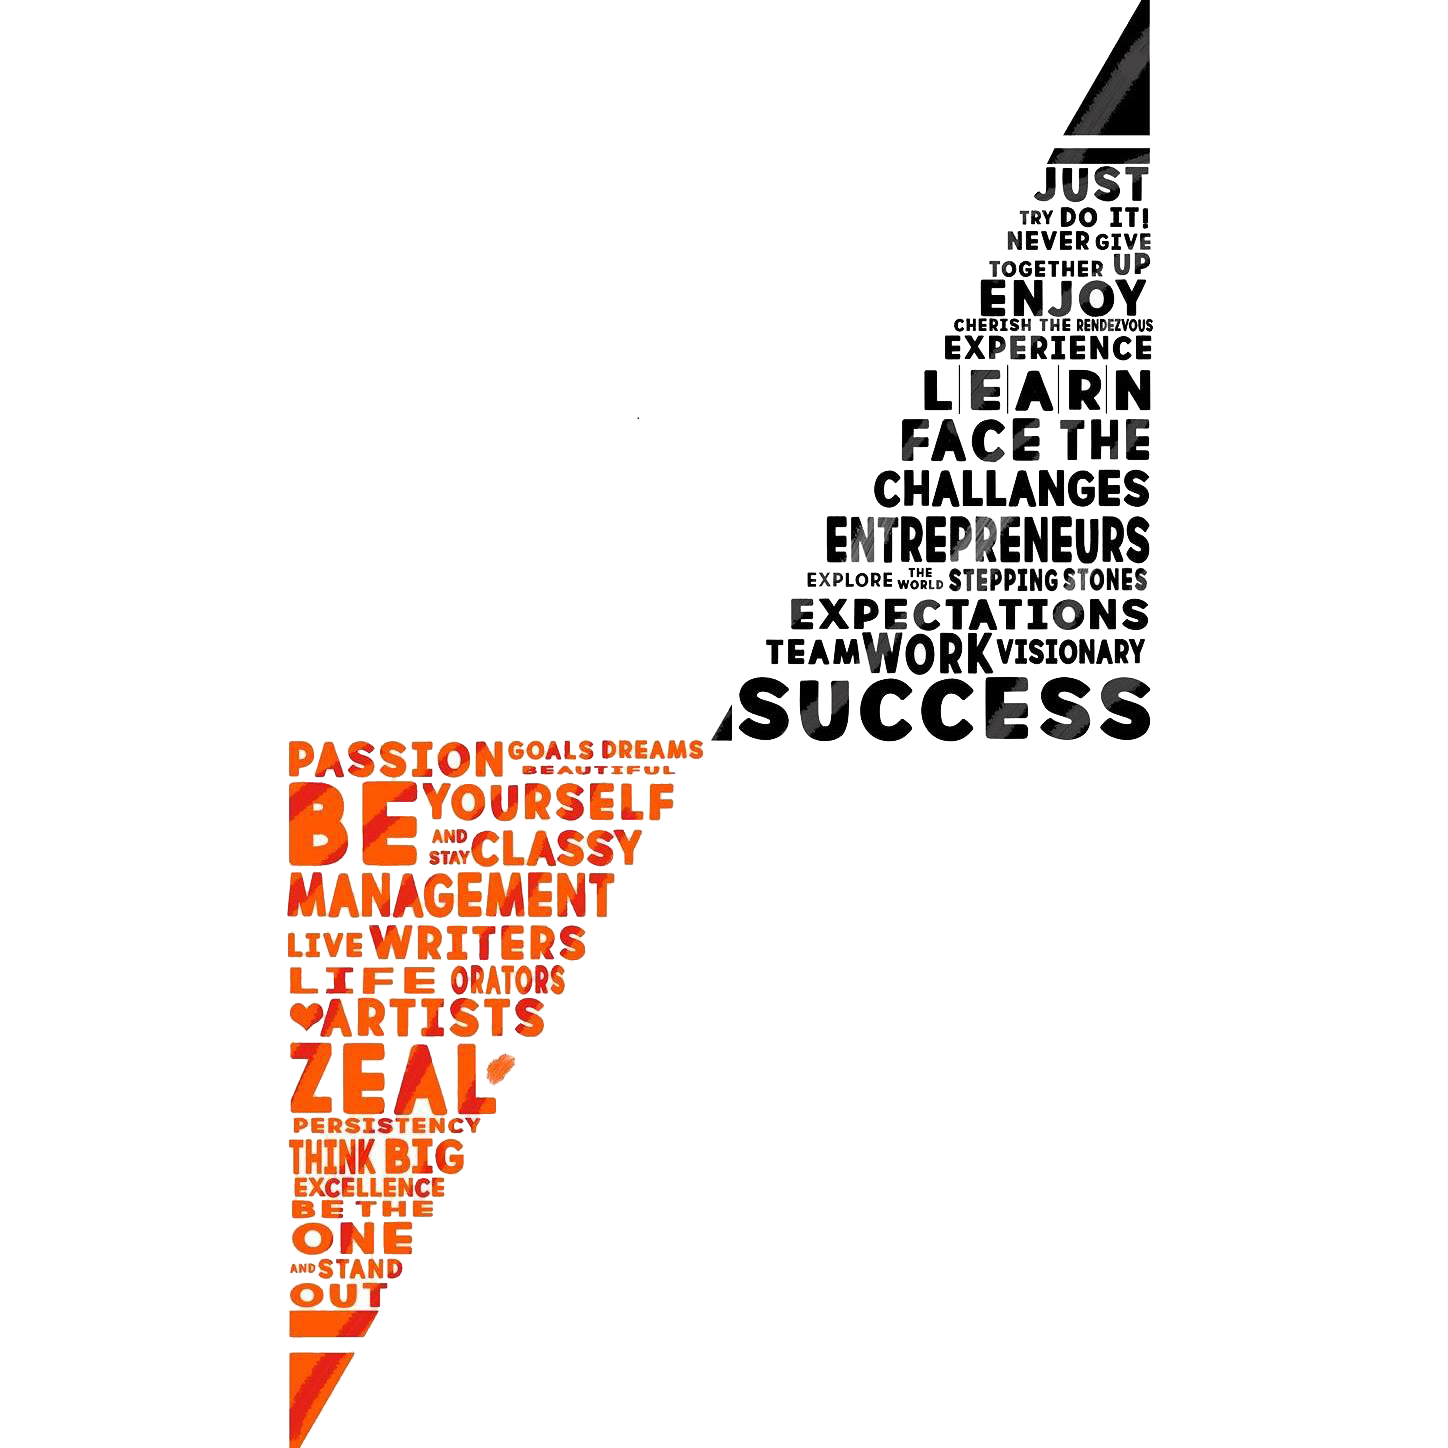 JUST
TRY DO IT!
NEVER GIVE
TOGETHER UP
ENJOY
CHERISH THE RENDEZVOUS
EXPERIENCE
LEARN
FACE THE
CHALLANGES
ENTREPRENEURS
EXPLORE THE WORLD STEPPING STONES
EXPECTATIONS
TEAMWORK VISIONARY
SUCCESS
PASSION GOALS DREAMS
BEAUTIFUL
BE YOURSELF
AND STAY CLASSY
MANAGEMENT
LIVE WRITERS
LIFE ORATORS
❤ARTISTS
ZEAL
PERSISTENCY
THINK BIG
EXCELLENCE
BE THE
ONE
AND STAND
OUT